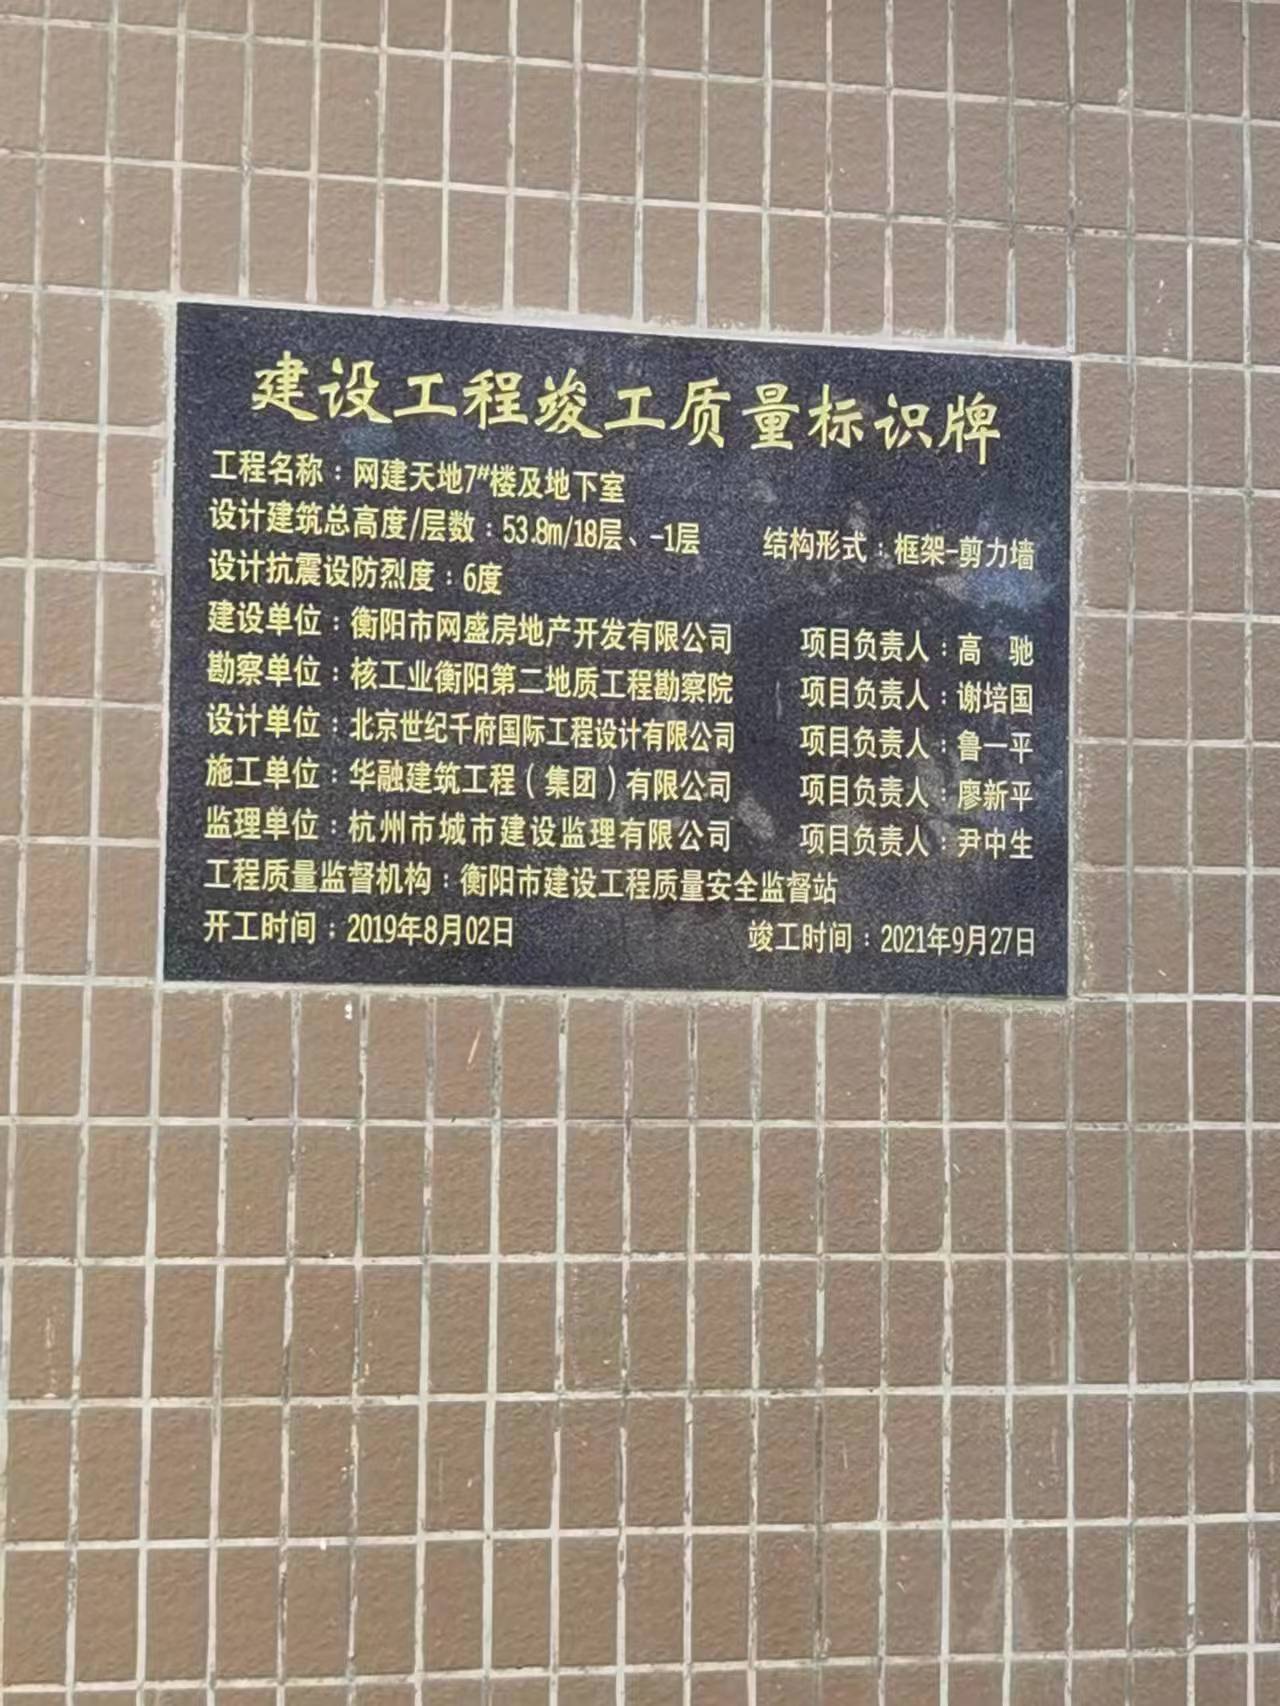 建设工程竣工质量标识牌
工程名称：网建天地7#楼及地下室
设计建筑总高度/层数：53.8m/18层、-1层 结构形式：框架-剪力墙
设计抗震设防烈度：6度
建设单位：衡阳市网盛房地产开发有限公司 项目负责人：高 驰
勘察单位：核工业衡阳第二地质工程勘察院 项目负责人：谢培国
设计单位：北京世纪千府国际工程设计有限公司 项目负责人：鲁一平
施工单位：华融建筑工程（集团）有限公司 项目负责人：廖新平
监理单位：杭州市城市建设监理有限公司 项目负责人：尹中生
工程质量监督机构：衡阳市建设工程质量安全监督站
开工时间：2019年8月02日 竣工时间：2021年9月27日